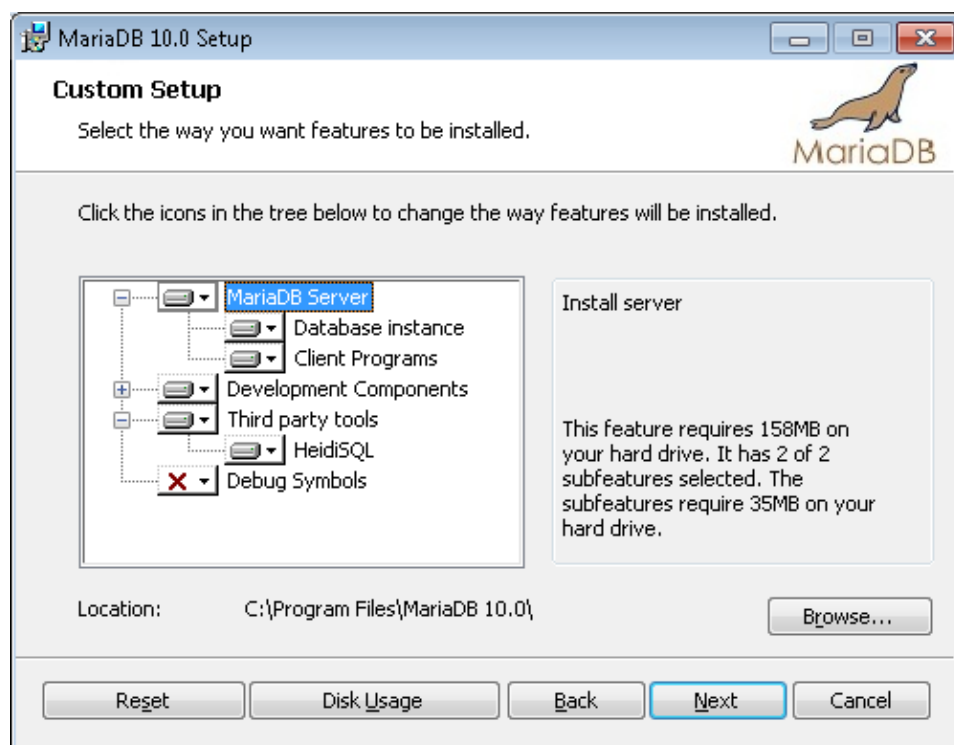 MariaDB 10.0 Setup
Custom Setup
Select the way you want features to be installed.
MariaDB
Click the icons in the tree below to change the way features will be installed.
MariaDB Server
Database instance
Client Programs
Development Components
Third party tools
HeidiSQL
Debug Symbols
Install server
This feature requires 158MB on
your hard drive. It has 2 of 2
subfeatures selected. The
subfeatures require 35MB on your
hard drive.
Location: C:\Program Files\MariaDB 10.0\
Browse...
Reset Disk Usage Back Next Cancel